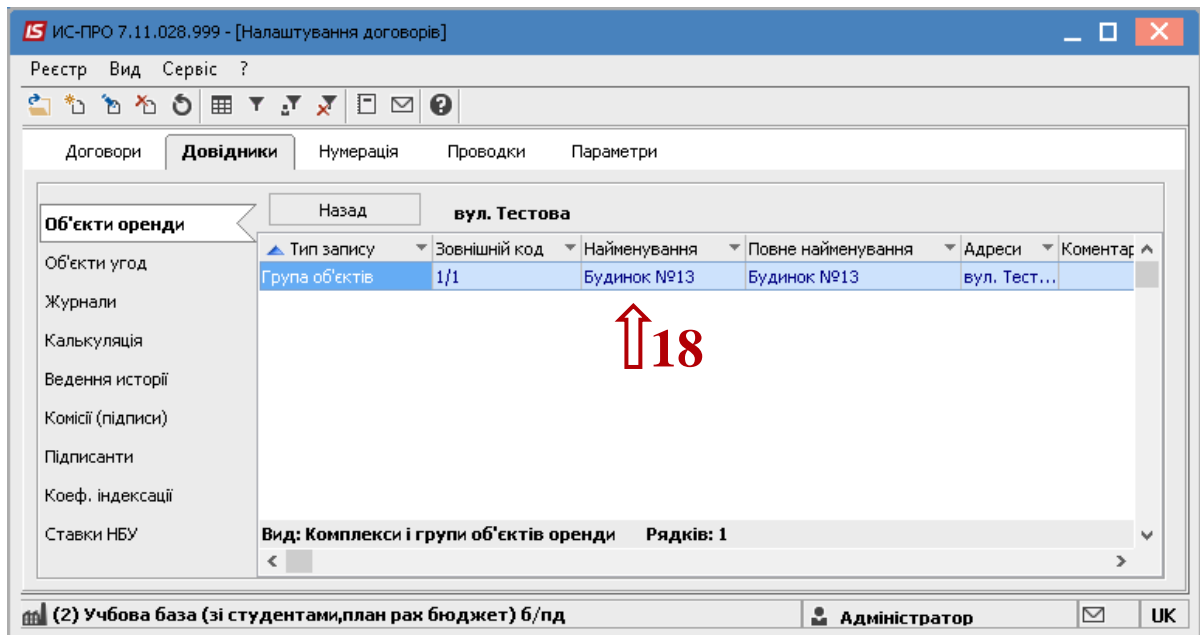 ИС-ПРО 7.11.028.999 - [Налаштування договорів]
Реєстр Вид Сервіс ?
Договори Довідники Нумерація Проводки Параметри
Об'єкти оренди
Об'єкти угод
Журнали
Калькуляція
Ведення исторії
Комісії (підписи)
Підписанти
Коеф. індексації
Ставки НБУ
Назад вул. Тестова
Тип запису Зовнішній код Найменування Повне найменування Адреси Коментар
Група об'єктів 1/1 Будинок №13 Будинок №13 вул. Тест...
18
Вид: Комплекси і групи об'єктів оренди Рядків: 1
(2) Учбова база (зі студентами,план рах бюджет) б/пд Адміністратор UK